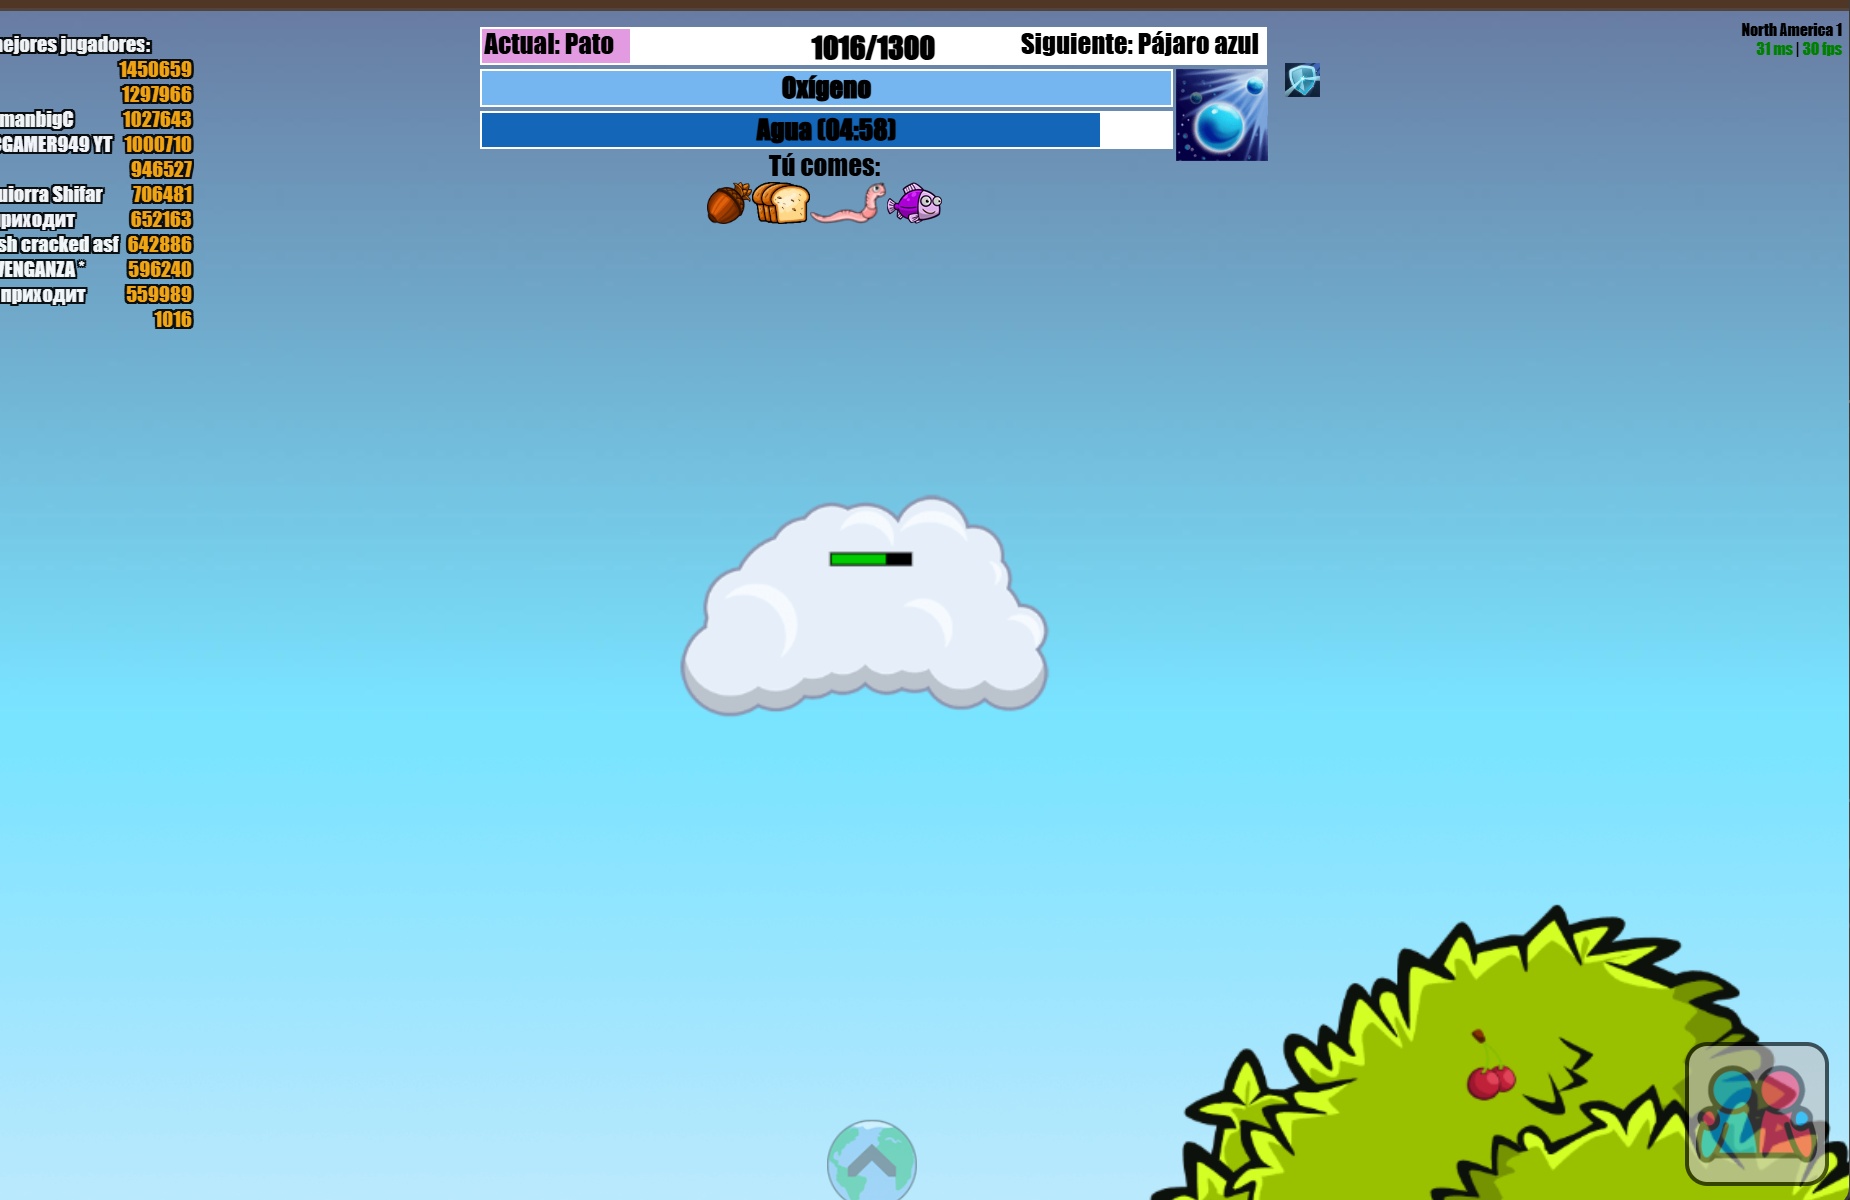 ejores jugadores:
1450659
1297966
manbigC 1027643
GAMER949 YT 1000710
946527
uiorra Shifar 706481
приходит 652163
sh cracked asf 642886
VENGANZA * 596240
приходит 559989
1016
Actual: Pato 1016/1300 Siguiente: Pájaro azul
Oxígeno
Agua (04:58)
Tú comes:
North America 1
31 ms | 30 fps